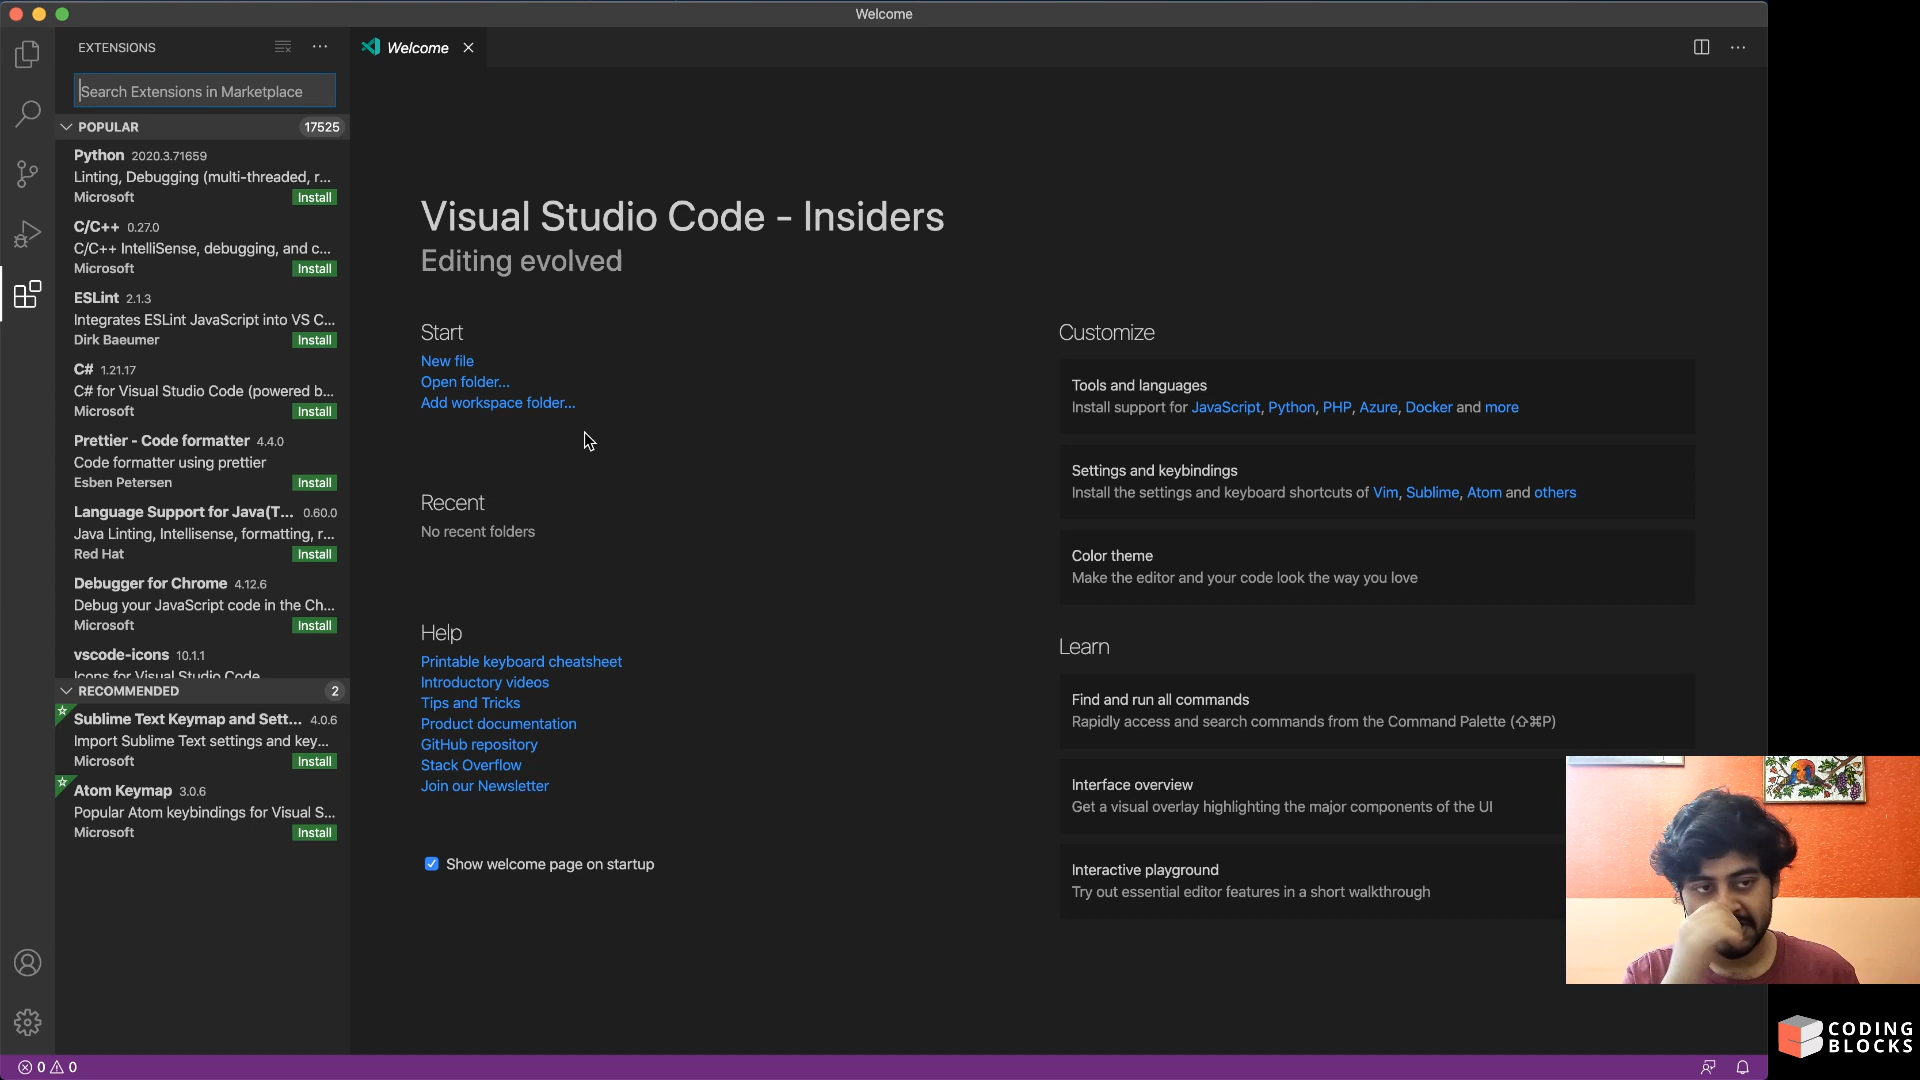 Welcome
EXTENSIONS
Search Extensions in Marketplace
POPULAR 17525
Python 2020.3.71659
Linting, Debugging (multi-threaded, r...
Microsoft Install
C/C++ 0.27.0
C/C++ IntelliSense, debugging, and c...
Microsoft Install
ESLint 2.1.3
Integrates ESLint JavaScript into VS C...
Dirk Baeumer Install
C# 1.21.17
C# for Visual Studio Code (powered b...
Microsoft Install
Prettier - Code formatter 4.4.0
Code formatter using prettier
Esben Petersen Install
Language Support for Java(T... 0.60.0
Java Linting, Intellisense, formatting, r...
Red Hat Install
Debugger for Chrome 4.12.6
Debug your JavaScript code in the Ch...
Microsoft Install
vscode-icons 10.1.1
Icons for Visual Studio Code
RECOMMENDED 2
Sublime Text Keymap and Sett... 4.0.6
Import Sublime Text settings and key...
Microsoft Install
Atom Keymap 3.0.6
Popular Atom keybindings for Visual S...
Microsoft Install
Welcome
Visual Studio Code - Insiders
Editing evolved
Start
New file
Open folder...
Add workspace folder...
Recent
No recent folders
Help
Printable keyboard cheatsheet
Introductory videos
Tips and Tricks
Product documentation
GitHub repository
Stack Overflow
Join our Newsletter
Show welcome page on startup
Customize
Tools and languages
Install support for JavaScript, Python, PHP, Azure, Docker and more
Settings and keybindings
Install the settings and keyboard shortcuts of Vim, Sublime, Atom and others
Color theme
Make the editor and your code look the way you love
Learn
Find and run all commands
Rapidly access and search commands from the Command Palette (⇧⌘P)
Interface overview
Get a visual overlay highlighting the major components of the UI
Interactive playground
Try out essential editor features in a short walkthrough
0 0
CODING
BLOCKS